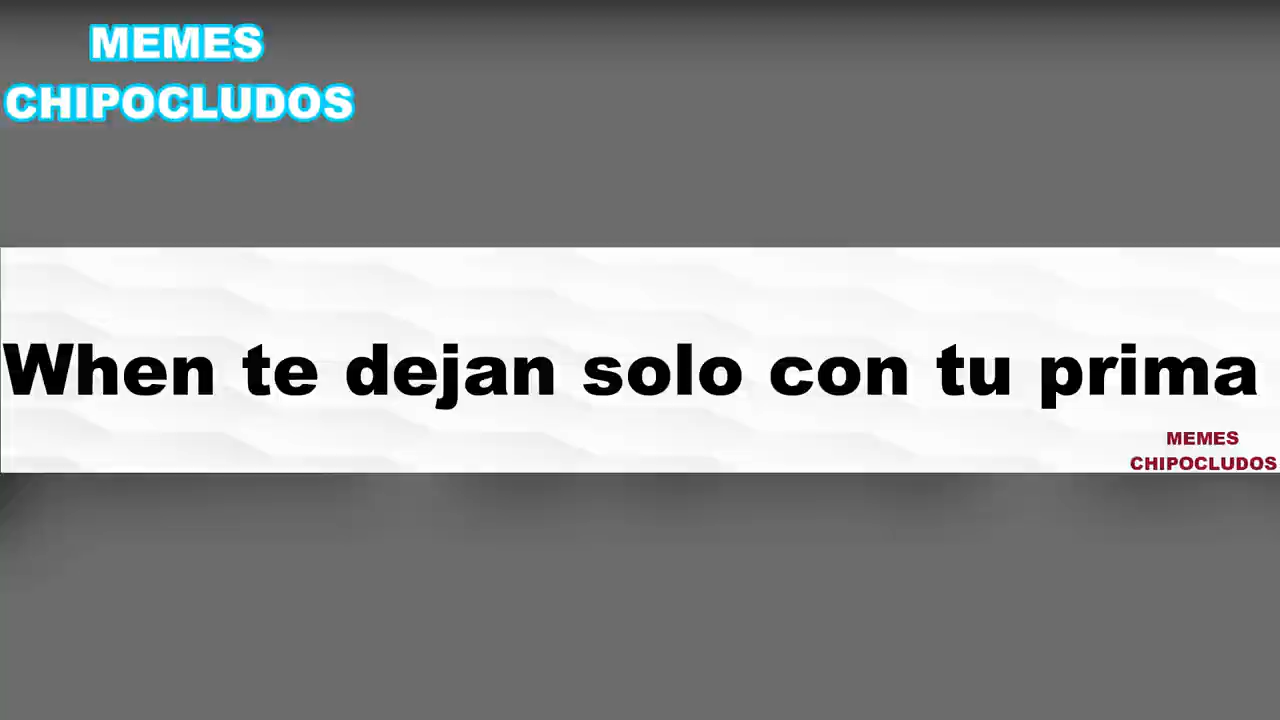 MEMES
CHIPOCLUDOS
When te dejan solo con tu prima
MEMES
CHIPOCLUDOS